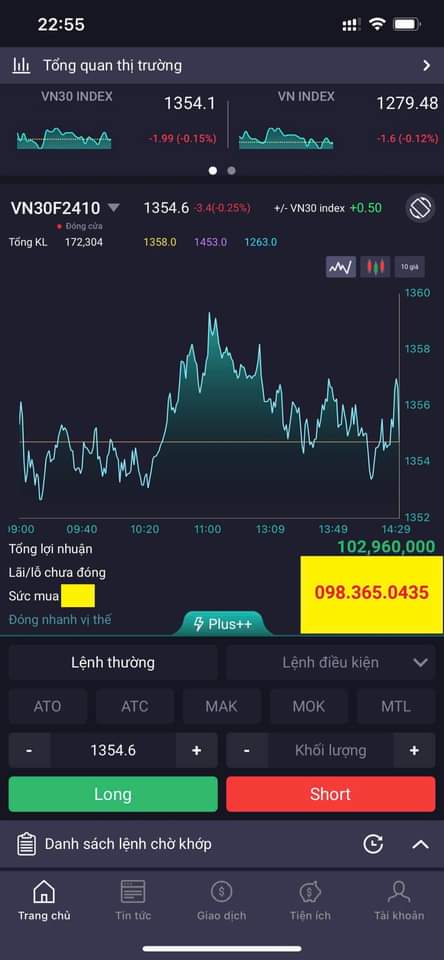 22:55
Tổng quan thị trường
VN30 INDEX 1354.1 VN INDEX 1279.48
-1.99 (-0.15%) -1.6 (-0.12%)
VN30F2410 1354.6 -3.4(-0.25%) +/- VN30 index +0.50
Đóng cửa
Tổng KL 172,304 1358.0 1453.0 1263.0
10 giá
1360
1358
1356
1354
1352
09:00 09:40 10:20 11:00 13:09 13:49 14:29
Tổng lợi nhuận 102,960,000
Lãi/lỗ chưa đóng
098.365.0435
Sức mua
Đóng nhanh vị thế
Plus++
Lệnh thường Lệnh điều kiện
ATO ATC MAK MOK MTL
- 1354.6 + - Khối lượng +
Long Short
Danh sách lệnh chờ khớp
Trang chủ Tin tức Giao dịch Tiện ích Tài khoản